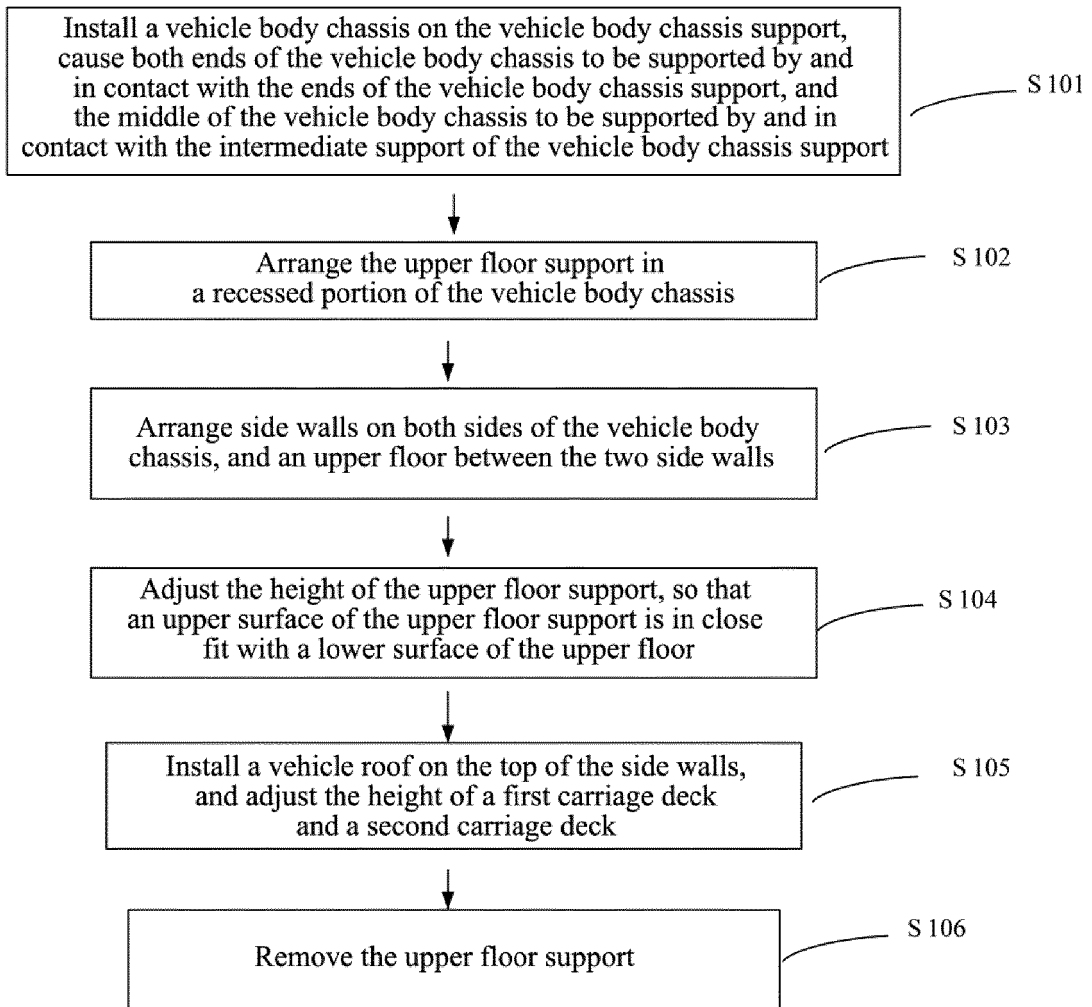 Install a vehicle body chassis on the vehicle body chassis support,
cause both ends of the vehicle body chassis to be supported by and
in contact with the ends of the vehicle body chassis support, and
the middle of the vehicle body chassis to be supported by and in
contact with the intermediate support of the vehicle body chassis support
S 101
Arrange the upper floor support in
a recessed portion of the vehicle body chassis
S 102
Arrange side walls on both sides of the vehicle body
chassis, and an upper floor between the two side walls
S 103
Adjust the height of the upper floor support, so that
an upper surface of the upper floor support is in close
fit with a lower surface of the upper floor
S 104
Install a vehicle roof on the top of the side walls,
and adjust the height of a first carriage deck
and a second carriage deck
S 105
Remove the upper floor support
S 106